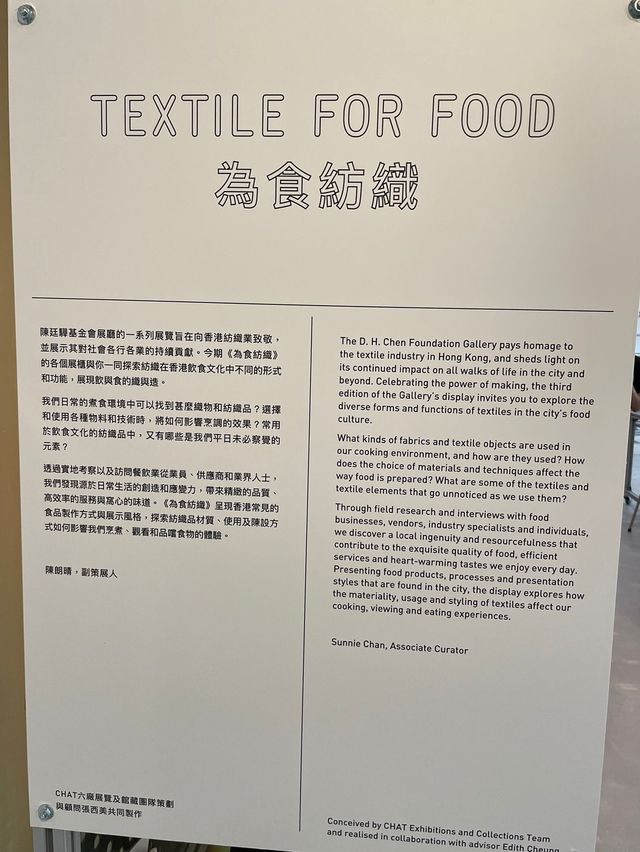 TEXTILE FOR FOOD
為食紡織
陳廷驊基金會展廳的一系列展覽旨在向香港紡織業致敬，
並展示其對社會各行各業的持續貢獻。今期《為食紡織》
的各個展櫃與你一同探索紡織在香港飲食文化中不同的形式
和功能，展現飲與食的織與造。
我們日常的煮食環境中可以找到甚麼織物和紡織品？選擇
和使用各種物料和技術時，將如何影響烹調的效果？常用
於飲食文化的紡織品中，又有哪些是我們平日未必察覺的
元素？
透過實地考察以及訪問餐飲業從業員、供應商和業界人士，
我們發現源於日常生活的創造和應變力，帶來精緻的品質、
高效率的服務與窩心的味道。《為食紡織》呈現香港常見的
食品製作方式與展示風格，探索紡織品材質、使用及陳設方
式如何影響我們烹煮、觀看和品嚐食物的體驗。
陳朗晴，副策展人
CHAT六廠展覽及館藏團隊策劃
與顧問張西美共同製作
The D. H. Chen Foundation Gallery pays homage to
the textile industry in Hong Kong, and sheds light on
its continued impact on all walks of life in the city and
beyond. Celebrating the power of making, the third
edition of the Gallery's display invites you to explore the
diverse forms and functions of textiles in the city's food
culture.
What kinds of fabrics and textile objects are used in
our cooking environment, and how are they used? How
does the choice of materials and techniques affect the
way food is prepared? What are some of the textiles and
textile elements that go unnoticed as we use them?
Through field research and interviews with food
businesses, vendors, industry specialists and individuals,
we discover a local ingenuity and resourcefulness that
contribute to the exquisite quality of food, efficient
services and heart-warming tastes we enjoy every day.
Presenting food products, processes and presentation
styles that are found in the city, the display explores how
the materiality, usage and styling of textiles affect our
cooking, viewing and eating experiences.
Sunnie Chan, Associate Curator
Conceived by CHAT Exhibitions and Collections Team
and realised in collaboration with advisor Edith Cheung